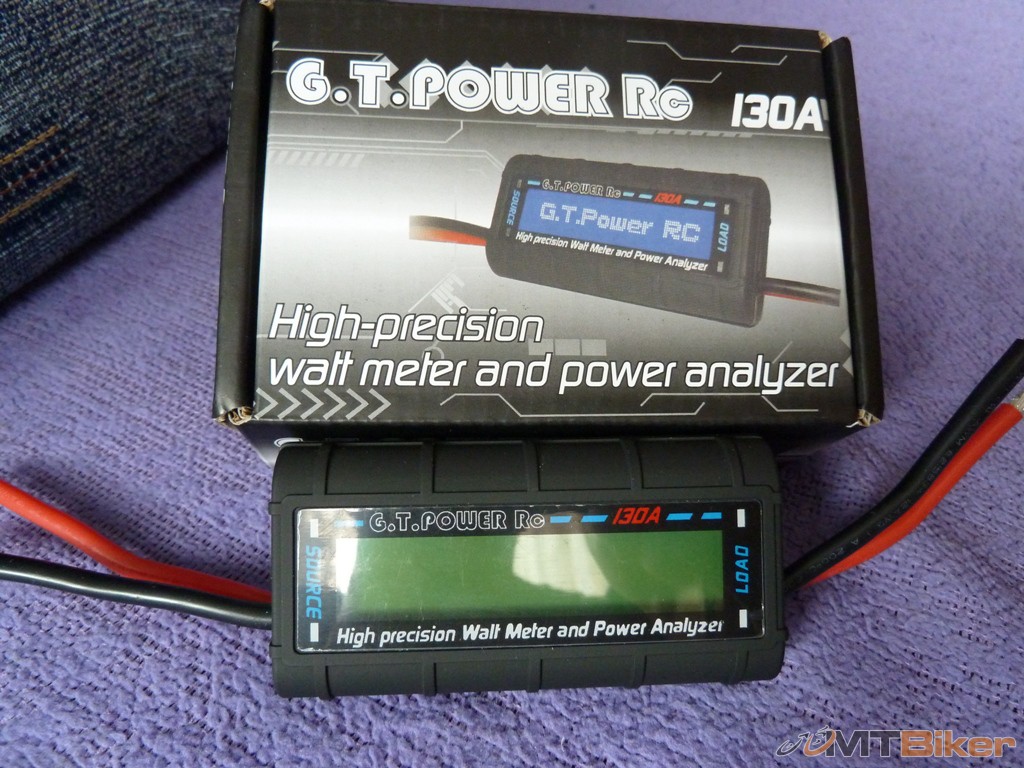 G.T.POWER RC
130A
G.T.POWER RC 130A
SOURCE
G.T.Power RC
LOAD
High precision Watt Meter and Power Analyzer
High-precision
watt meter and power analyzer
G.T.POWER RC 130A
SOURCE
LOAD
High precision Watt Meter and Power Analyzer
MTBiker